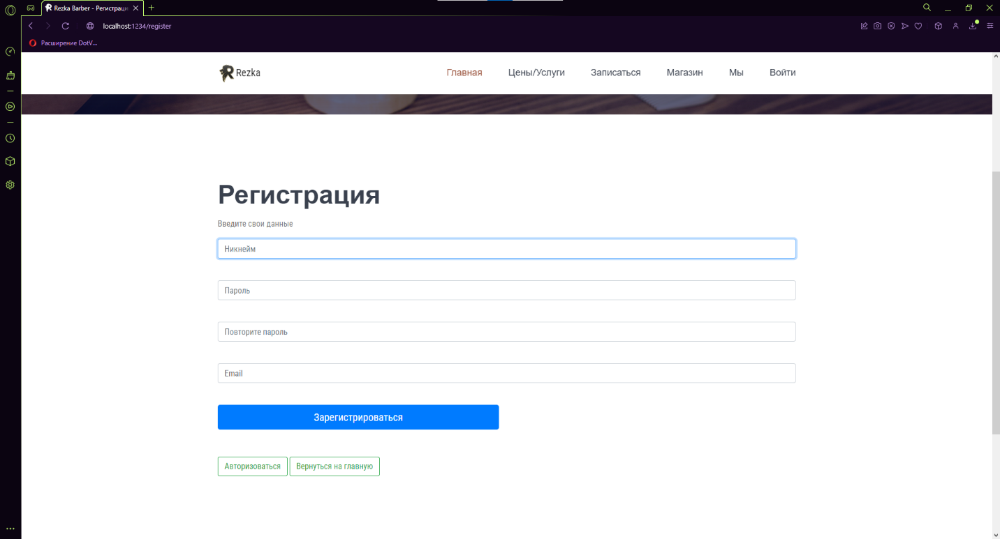 Rezka Barber - Регистраци
localhost:1234/register
Расширение DotV...
Rezka
Главная
Цены/Услуги
Записаться
Магазин
Мы
Войти
Регистрация
Введите свои данные
Никнейм
Пароль
Повторите пароль
Email
Зарегистрироваться
Авторизоваться
Вернуться на главную